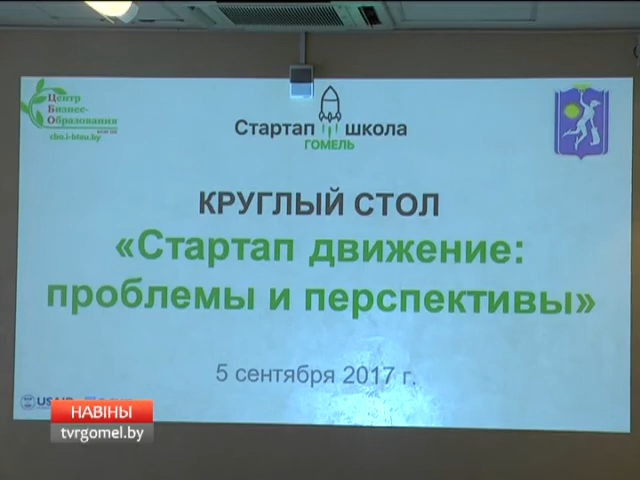 Центр
Бизнес-
Образования
cbo.i-bteu.by
Стартап школа
ГОМЕЛЬ
КРУГЛЫЙ СТОЛ
«Стартап движение:
проблемы и перспективы»
5 сентября 2017 г.
USAID
НАВІНЫ
tvrgomel.by